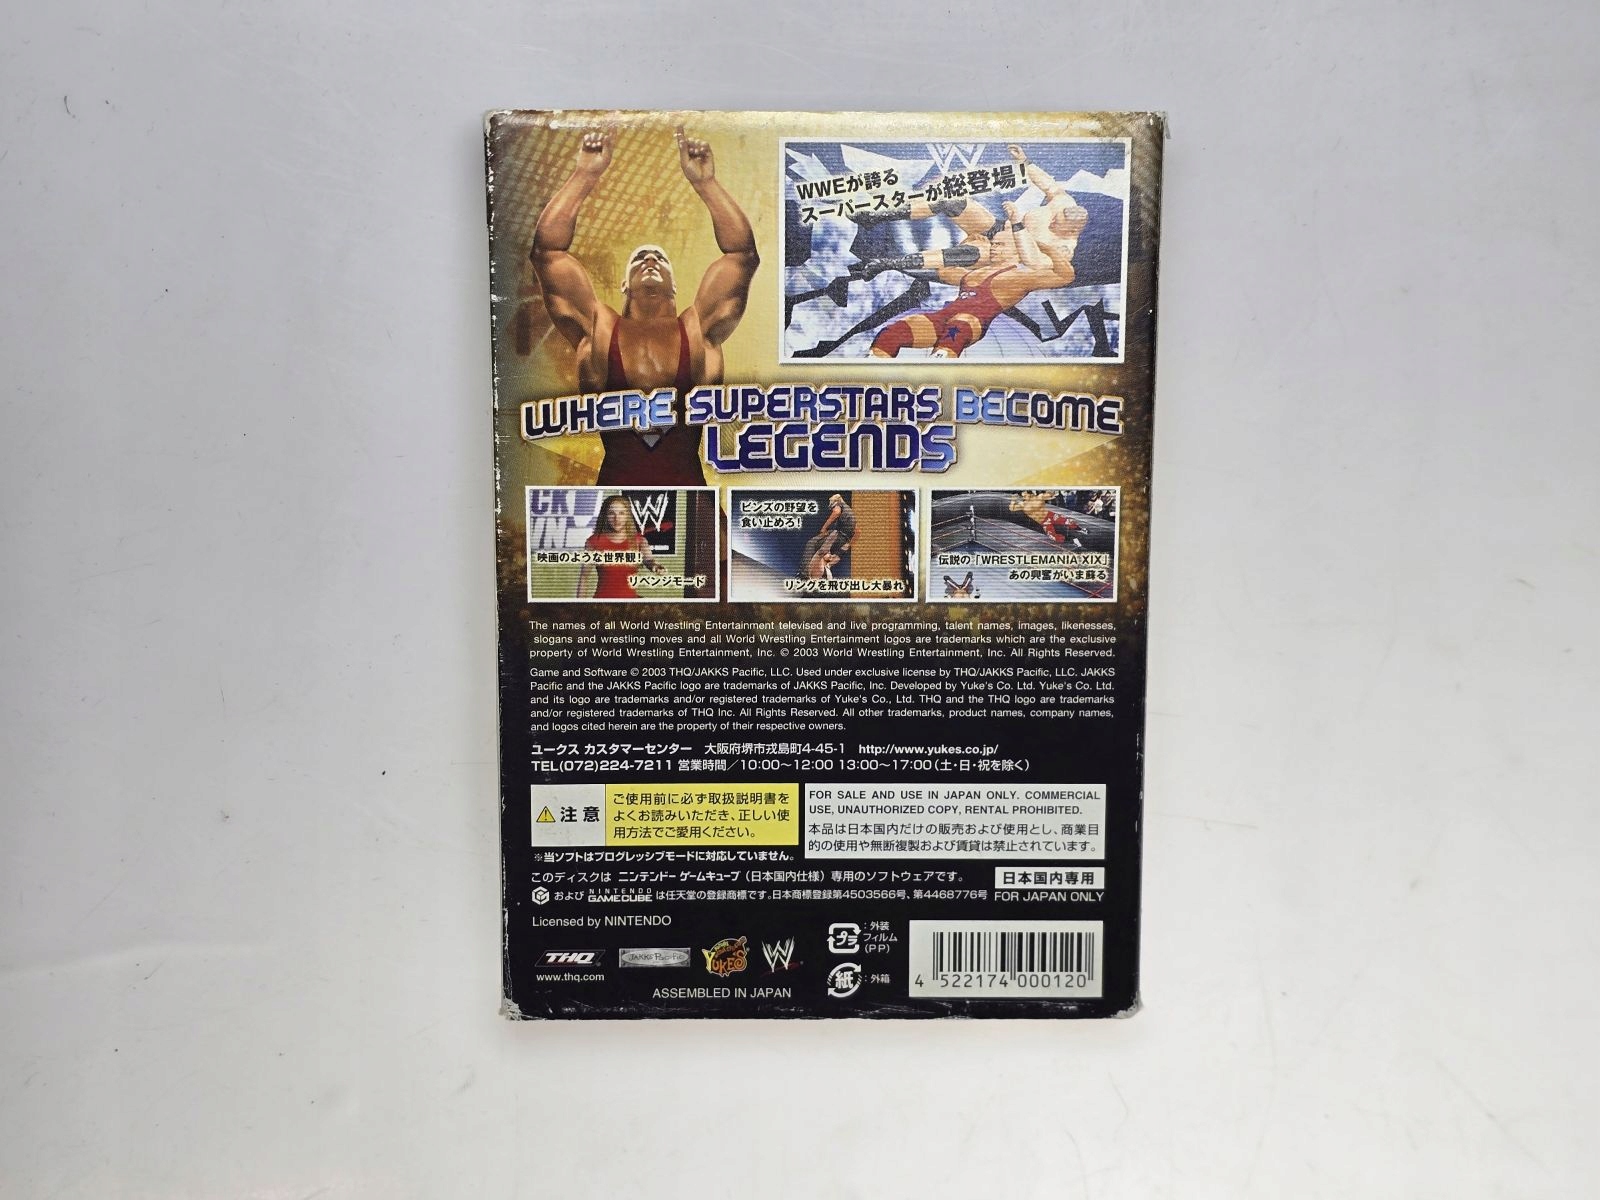 WWEが誇る
スーパースターが総登場!
WHERE SUPERSTARS BECOME
LEGENDS
映画のような世界観!
リベンジモード
ビンスの野望を
食い止めろ!
リングを飛び出し大暴れ
伝説の「WRESTLEMANIA XIX」
あの興奮がいま蘇る
The names of all World Wrestling Entertainment televised and live programming, talent names, images, likenesses,
slogans and wrestling moves and all World Wrestling Entertainment logos are trademarks which are the exclusive
property of World Wrestling Entertainment, Inc. © 2003 World Wrestling Entertainment, Inc. All Rights Reserved.
Game and Software © 2003 THQ/JAKKS Pacific, LLC. Used under exclusive license by THQ/JAKKS Pacific, LLC. JAKKS
Pacific and the JAKKS Pacific logo are trademarks of JAKKS Pacific, Inc. Developed by Yuke's Co. Ltd. Yuke's Co. Ltd.
and its logo are trademarks and/or registered trademarks of Yuke's Co., Ltd. THQ and the THQ logo are trademarks
and/or registered trademarks of THQ Inc. All Rights Reserved. All other trademarks, product names, company names,
and logos cited herein are the property of their respective owners.
ユークス カスタマーセンター 大阪府堺市戎島町4-45-1 http://www.yukes.co.jp/
TEL(072)224-7211 営業時間/10:00〜12:00 13:00〜17:00(土・日・祝を除く)
注意
ご使用前に必ず取扱説明書を
よくお読みいただき、正しい使
用方法でご愛用ください。
FOR SALE AND USE IN JAPAN ONLY. COMMERCIAL
USE, UNAUTHORIZED COPY, RENTAL PROHIBITED.
本品は日本国内だけの販売および使用とし、商業目
的の使用や無断複製および賃貸は禁止されています。
※当ソフトはプログレッシブモードに対応していません。
このディスクは ニンテンドー ゲームキューブ (日本国内仕様) 専用のソフトウェアです。
日本国内専用
および NINTENDO GAMECUBE は任天堂の登録商標です。日本商標登録第4503566号、第4468776号
FOR JAPAN ONLY
Licensed by NINTENDO
THQ
www.thq.com
JAKKS Pacific
YUKE'S
W
ASSEMBLED IN JAPAN
プラ
:外装
フィルム
(PP)
紙
:外箱
4 522174 000120